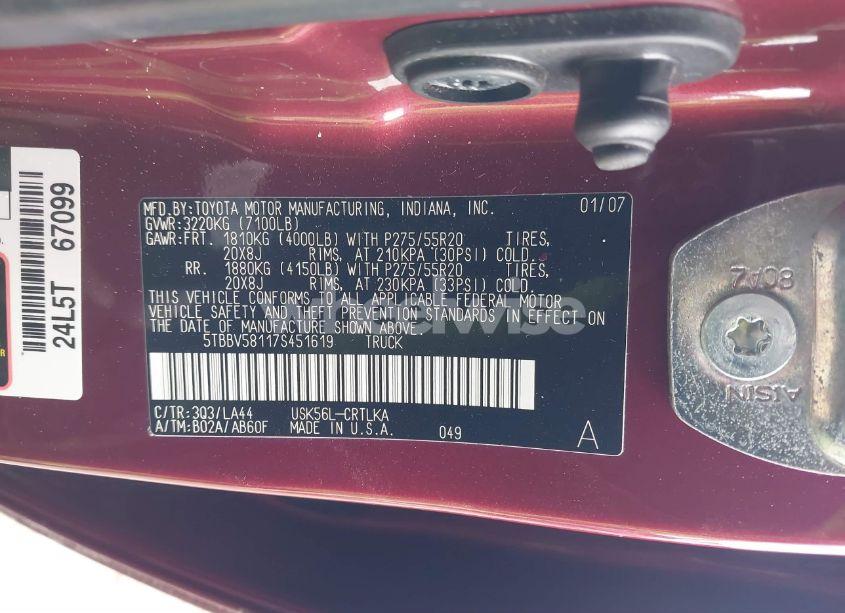 MFD.BY:TOYOTA MOTOR MANUFACTURING, INDIANA, INC. 01/07
GVWR:3220KG (7100LB)
GAWR:FRT. 1810KG (4000LB) WITH P275/55R20 TIRES,
20X8J RIMS, AT 210KPA (30PSI) COLD.
RR. 1880KG (4150LB) WITH P275/55R20 TIRES,
20X8J RIMS, AT 230KPA (33PSI) COLD.
THIS VEHICLE CONFORMS TO ALL APPLICABLE FEDERAL MOTOR
VEHICLE SAFETY AND THEFT PREVENTION STANDARDS IN EFFECT ON
THE DATE OF MANUFACTURE SHOWN ABOVE.
5TBBV58117S451619 TRUCK
C/TR:3Q3/LA44 USK56L-CRTLKA
A/TM:B02A/AB60F MADE IN U.S.A. 049 A
24L5T 67099
AISIN